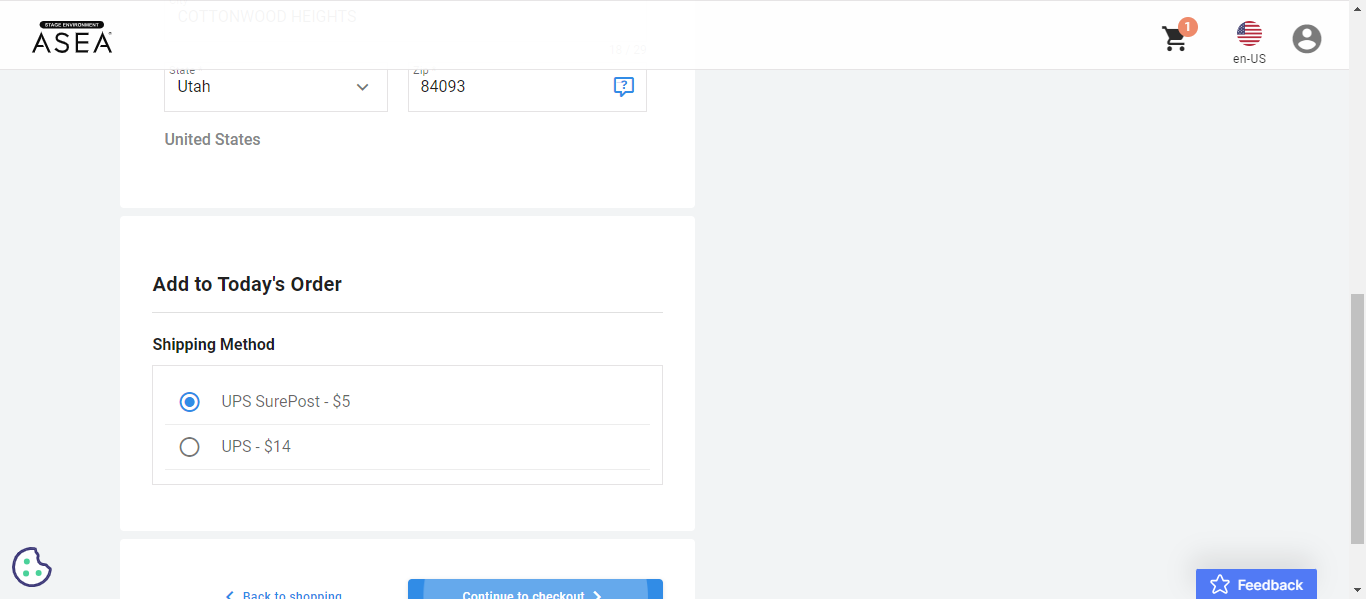 COTTONWOOD HEIGHTS
STAGE ENVIRONMENT
ASEA
1
en-US
State
Utah
Zip
84093
?
United States
Add to Today's Order
Shipping Method
UPS SurePost - $5
UPS - $14
Back to shopping
Continue to checkout
Feedback